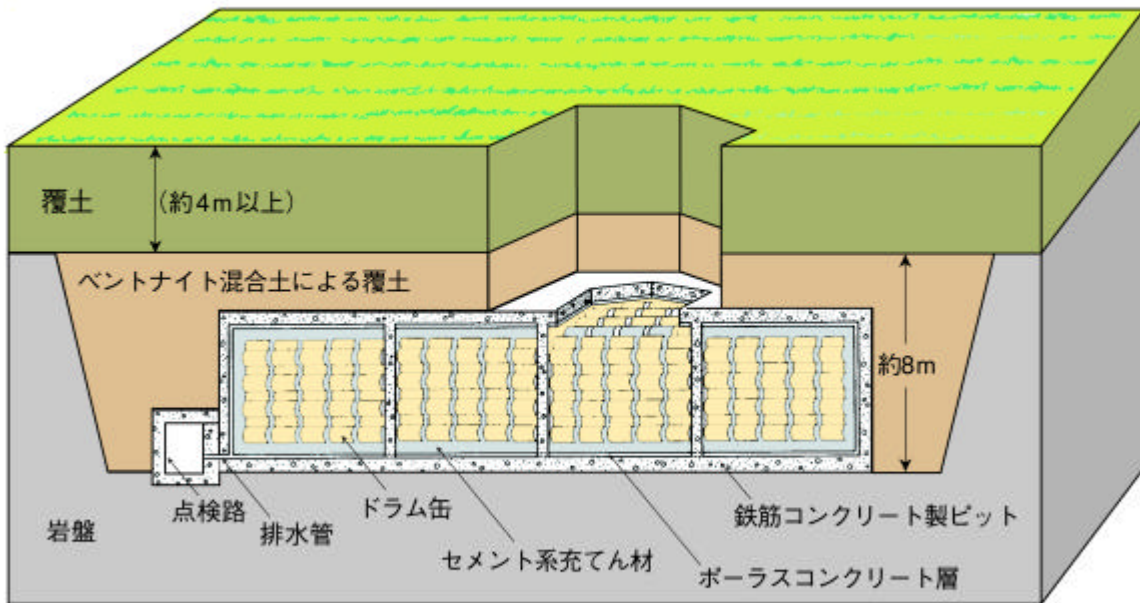 覆土
(約4m以上)
ベントナイト混合土による覆土
約8m
点検路
排水管
ドラム缶
セメント系充てん材
鉄筋コンクリート製ピット
ポーラスコンクリート層
岩盤